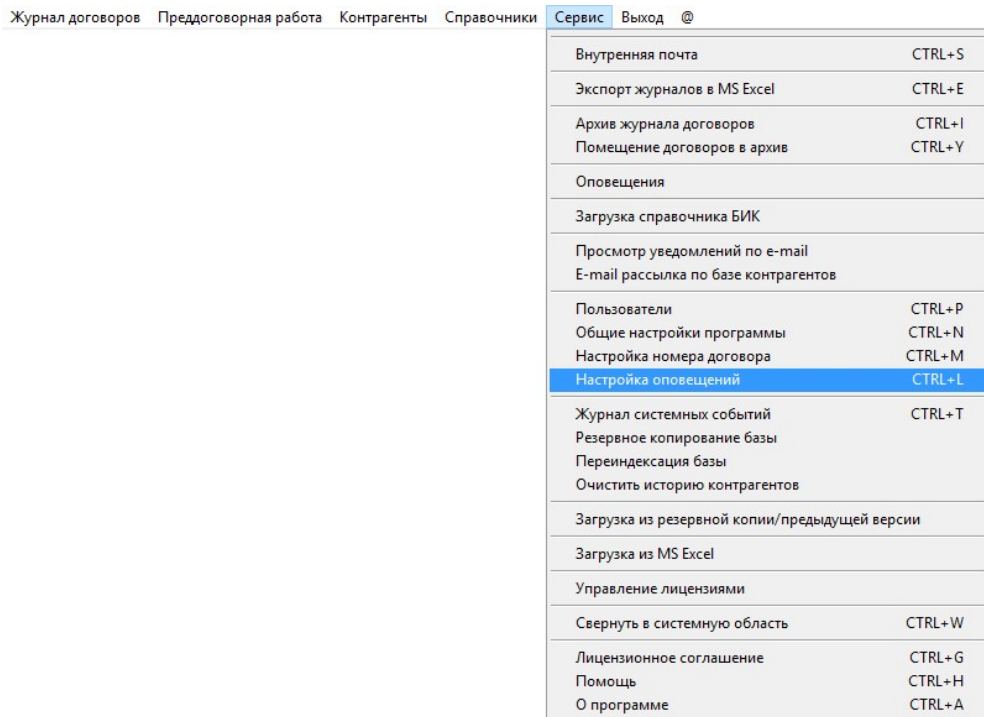 Журнал договоров Преддоговорная работа Контрагенты Справочники Сервис Выход @
Внутренняя почта CTRL+S
Экспорт журналов в MS Excel CTRL+E
Архив журнала договоров CTRL+I
Помещение договоров в архив CTRL+Y
Оповещения
Загрузка справочника БИК
Просмотр уведомлений по e-mail
E-mail рассылка по базе контрагентов
Пользователи CTRL+P
Общие настройки программы CTRL+N
Настройка номера договора CTRL+M
Настройка оповещений CTRL+L
Журнал системных событий CTRL+T
Резервное копирование базы
Переиндексация базы
Очистить историю контрагентов
Загрузка из резервной копии/предыдущей версии
Загрузка из MS Excel
Управление лицензиями
Свернуть в системную область CTRL+W
Лицензионное соглашение CTRL+G
Помощь CTRL+H
О программе CTRL+A